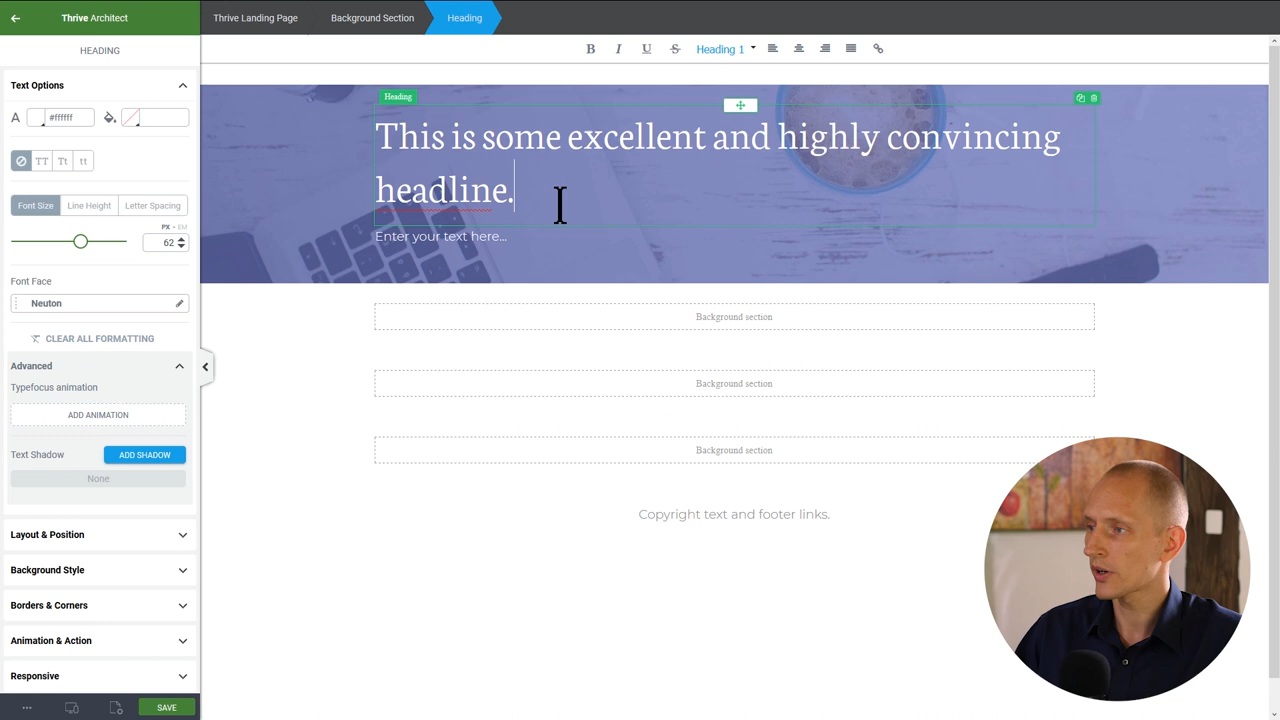 Thrive Architect
Thrive Landing Page
Background Section
Heading
HEADING
B I U S Heading 1
Text Options
A #ffffff
TT Tt tt
Font Size
Line Height
Letter Spacing
PX • EM
62
Font Face
Neuton
CLEAR ALL FORMATTING
Advanced
Typefocus animation
ADD ANIMATION
Text Shadow
ADD SHADOW
None
Layout & Position
Background Style
Borders & Corners
Animation & Action
Responsive
SAVE
Heading
This is some excellent and highly convincing
headline.
Enter your text here...
Background section
Background section
Background section
Copyright text and footer links.